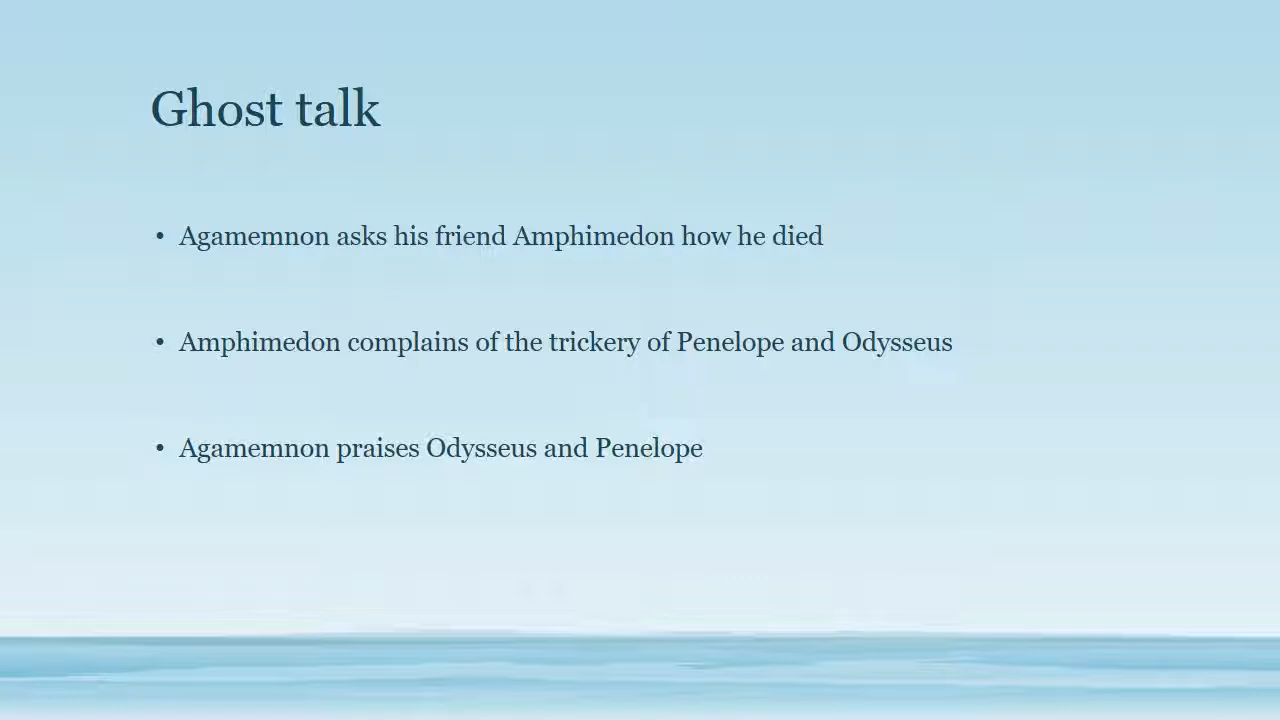 Ghost talk
• Agamemnon asks his friend Amphimedon how he died
• Amphimedon complains of the trickery of Penelope and Odysseus
• Agamemnon praises Odysseus and Penelope